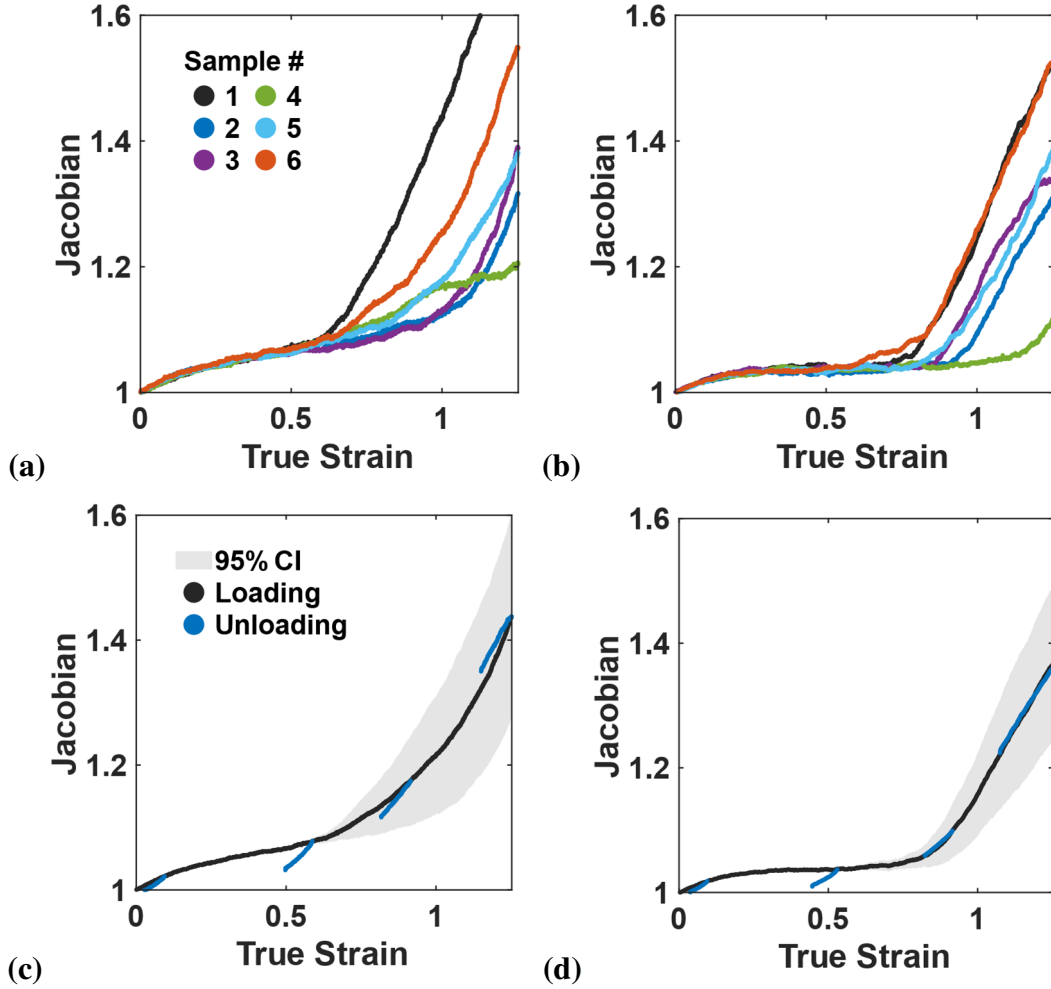 1.6
1.4
1.2
1
Jacobian
Sample #
1 4
2 5
3 6
0 0.5 1
True Strain
(a)
1.6
1.4
1.2
1
Jacobian
0 0.5 1
True Strain
(b)
1.6
1.4
1.2
1
Jacobian
95% CI
Loading
Unloading
0 0.5 1
True Strain
(c)
1.6
1.4
1.2
1
Jacobian
0 0.5 1
True Strain
(d)